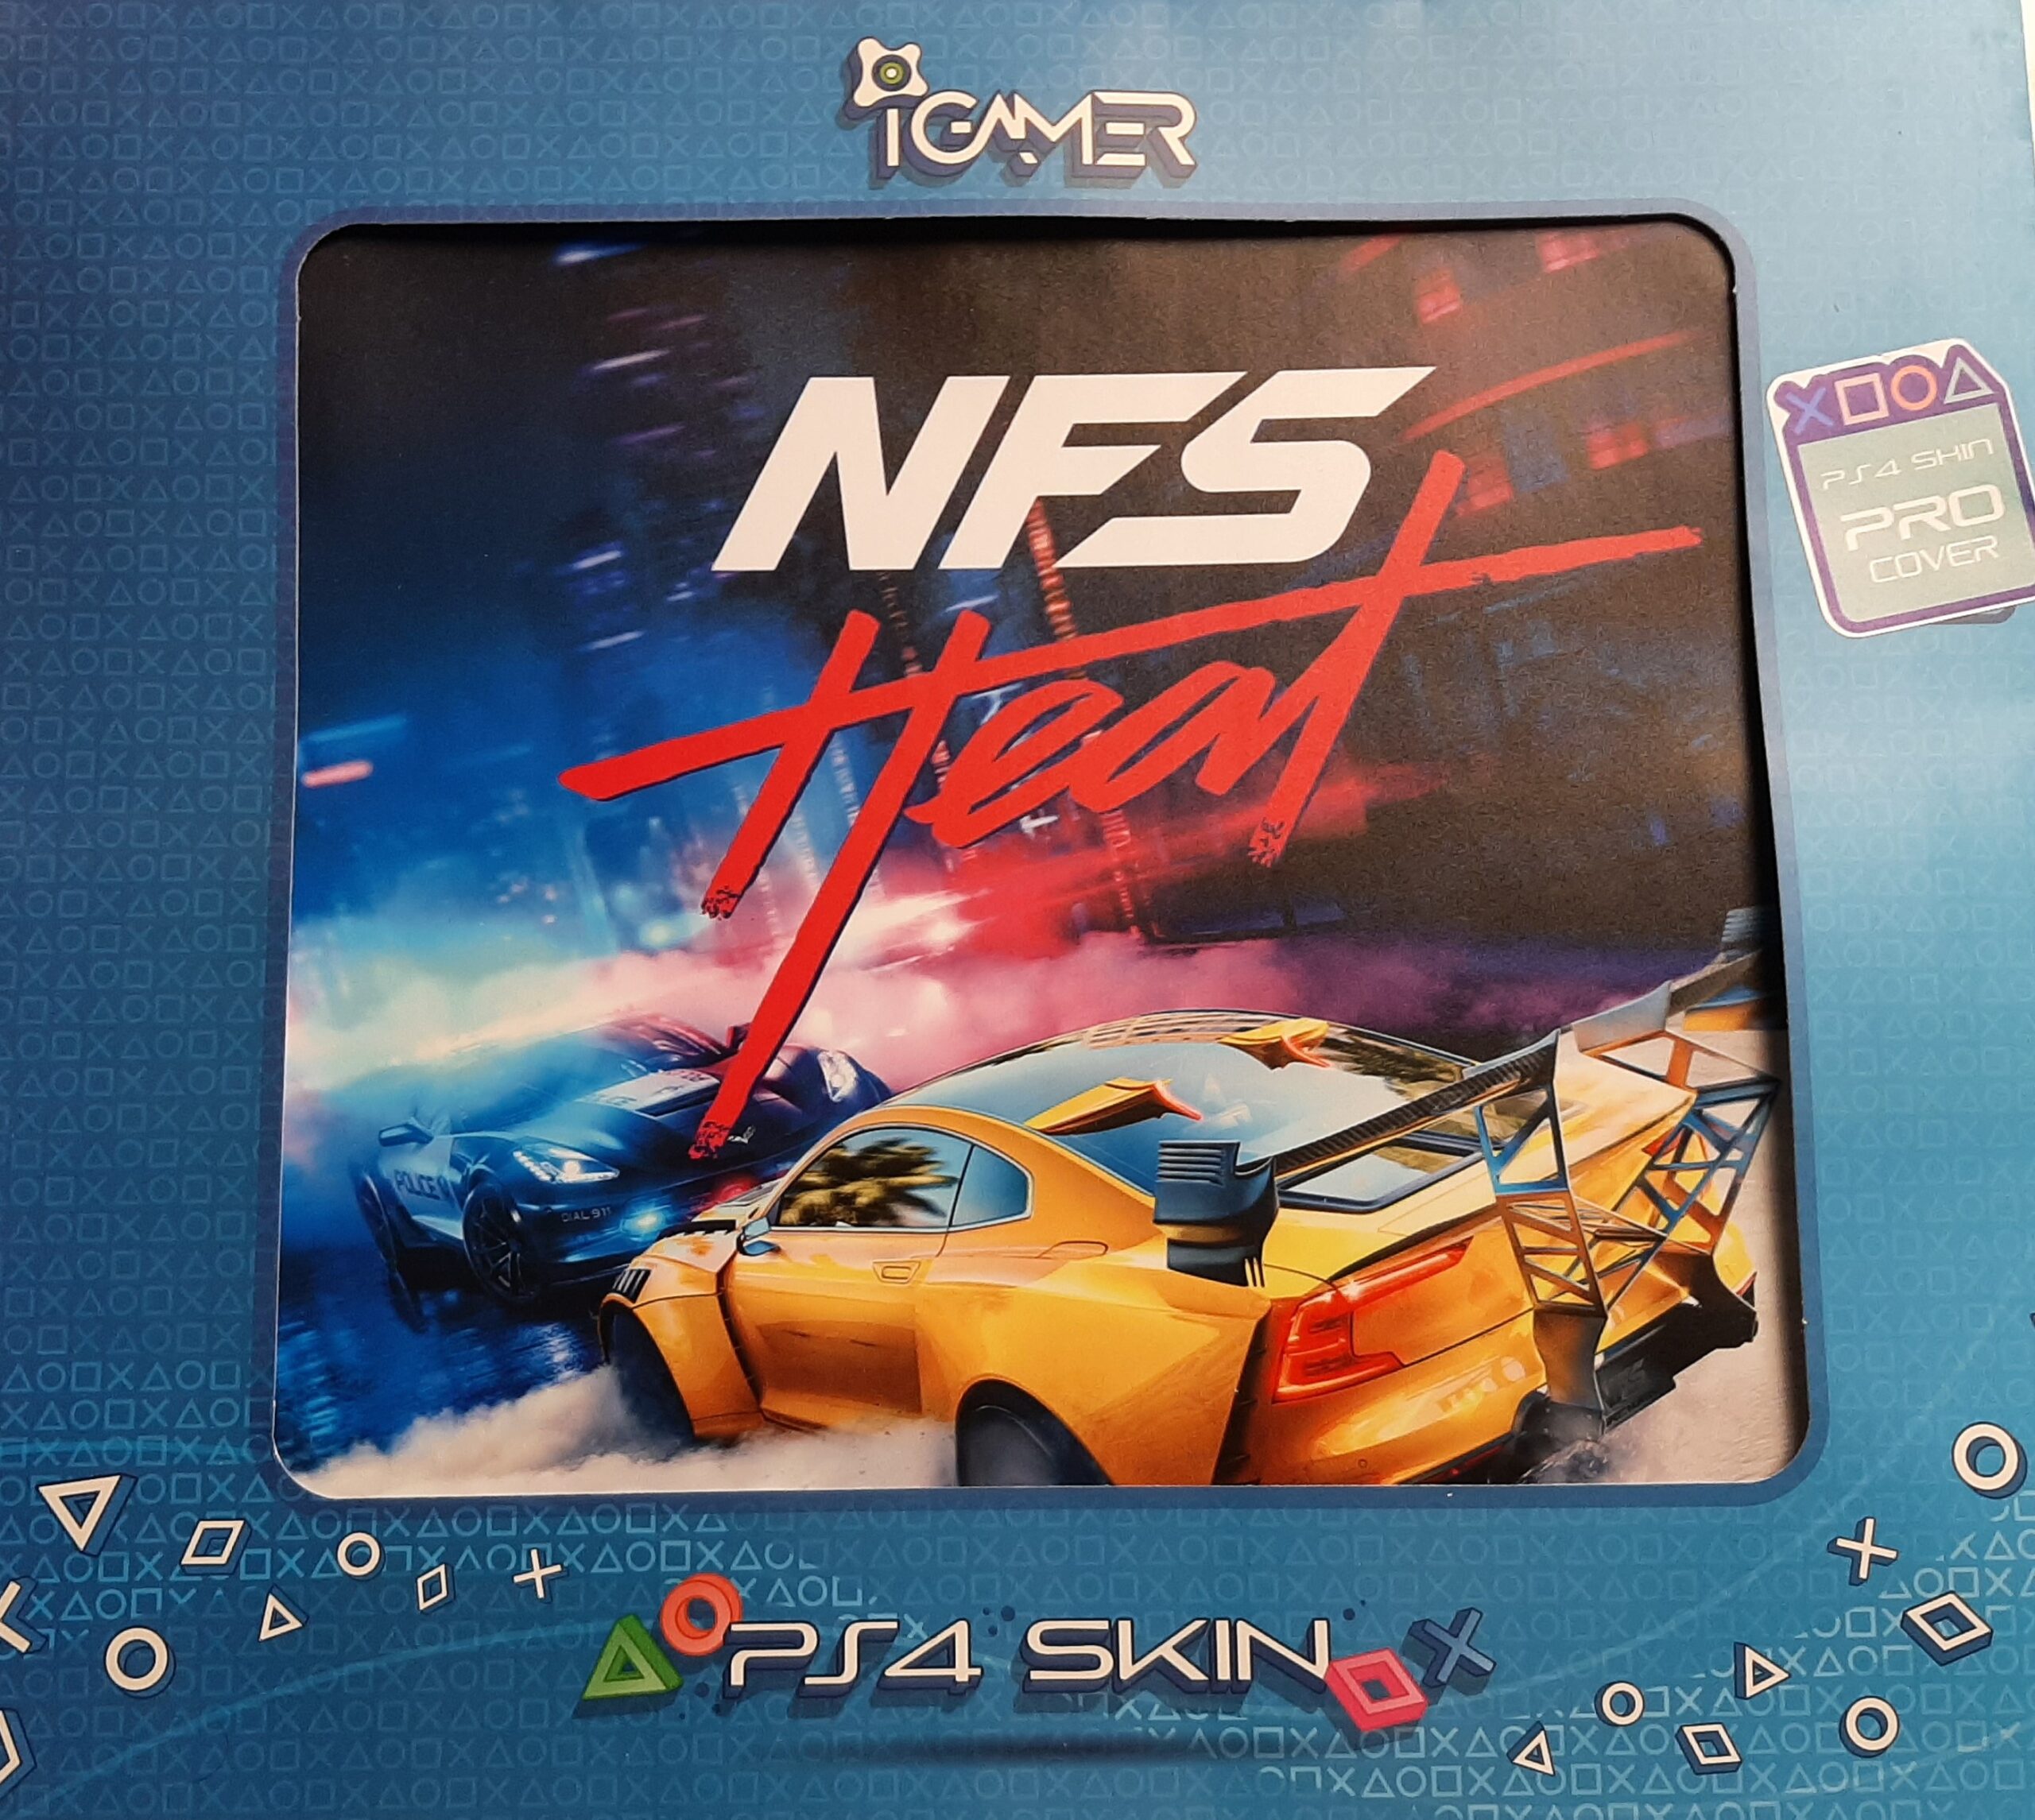 iGAMER
NFS
Heat
PS4 SKIN
PRO
COVER
POLICE
DIAL 911
PS4 SKIN